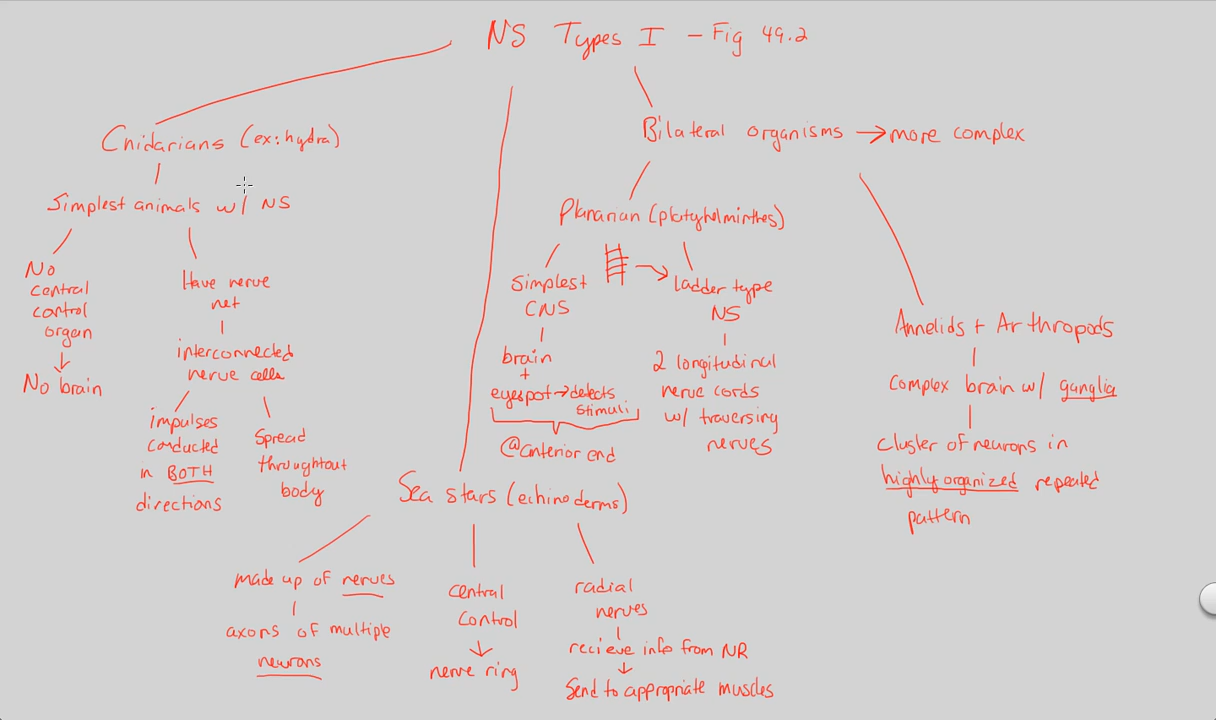 NS Types I - Fig 49.2
Cnidarians (ex: hydra)
Simplest animals w/ NS
No
central
control
organ
↓
No brain
Have nerve
net
interconnected
nerve cells
impulses
conducted
in BOTH
directions
Spread
throughtout
body
Bilateral organisms → more complex
Planarian (platyhelminthes)
Simplest
CNS
brain
+
eyespot → detects
stimuli
@anterior end
→ ladder type
NS
2 longitudinal
nerve cords
w/ traversing
nerves
Annelids + Arthropods
Complex brain w/ ganglia
cluster of neurons in
highly organized repeated
pattern
Sea stars (echinoderms)
made up of nerves
axons of multiple
neurons
central
control
↓
nerve ring
radial
nerves
recieve info from NR
↓
Send to appropriate muscles